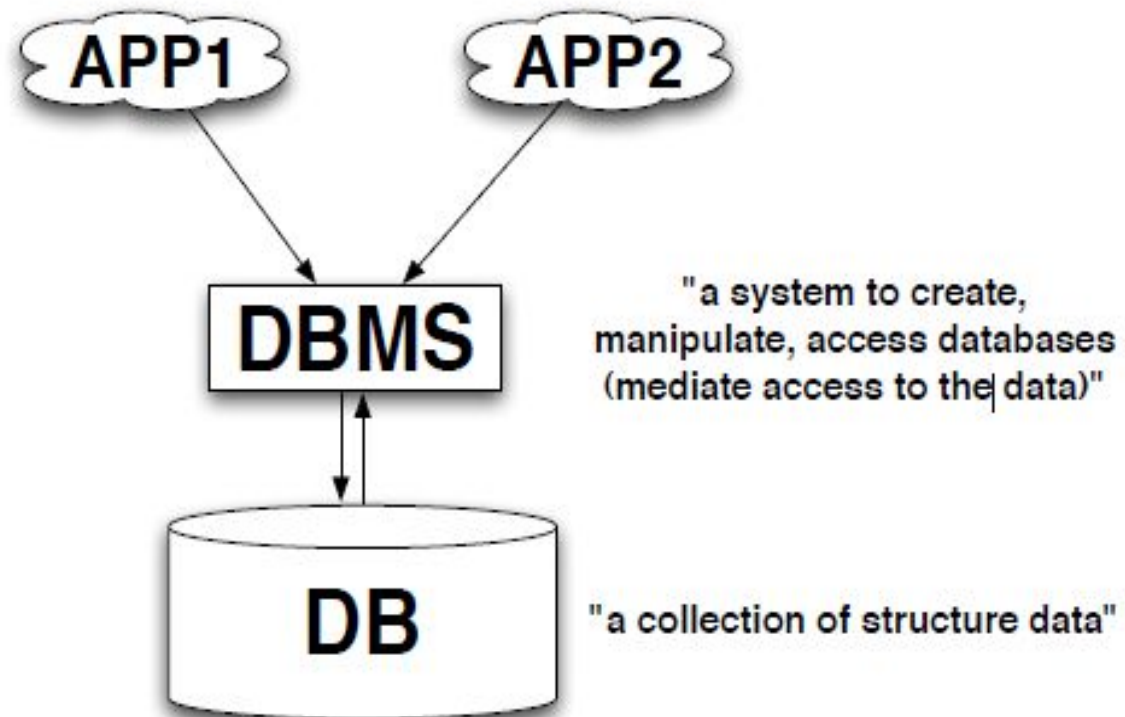 APP1
APP2
DBMS
"a system to create,
manipulate, access databases
(mediate access to the data)"
DB
"a collection of structure data"